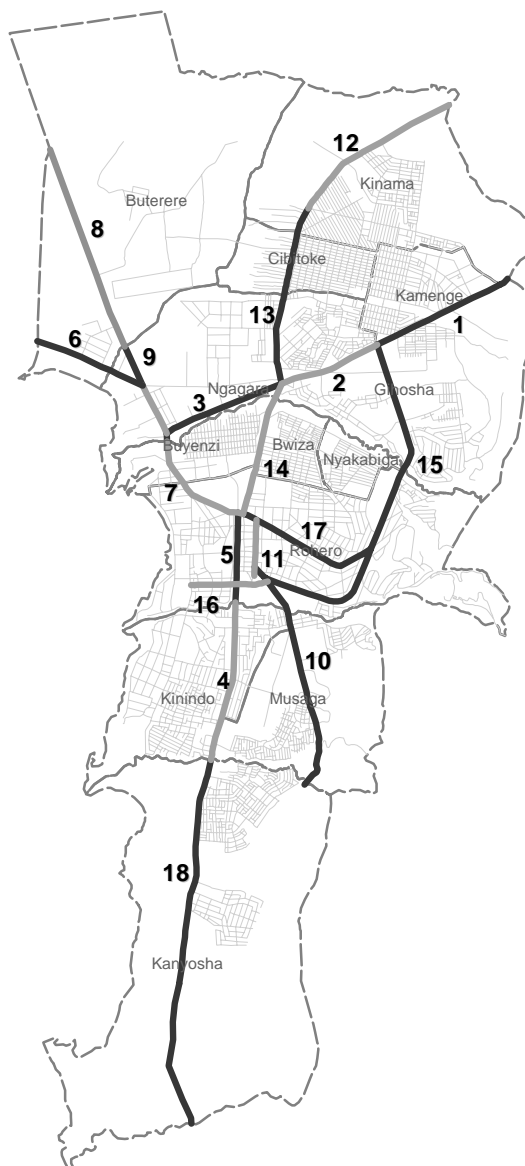 12
Kinama
Buterere
8
Cibitoke
Kamenge
13
1
6
9
2
Ngagara
Gihosha
3
Buyenzi
Bwiza
Nyakabiga
14
15
7
17
5
11
Rohero
16
10
4
Kinindo
Musaga
18
Kanyosha